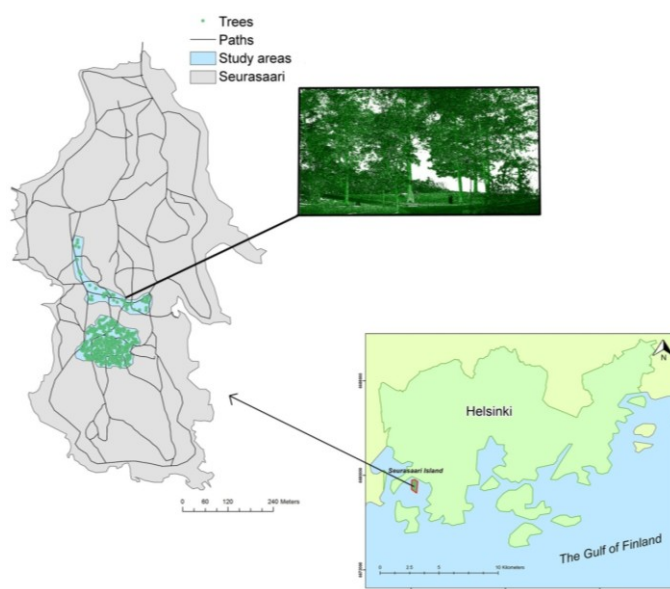 Trees
Paths
Study areas
Seurasaari
0 60 120 240 Meters
N
Helsinki
Seurasaari Island
The Gulf of Finland
0 2.5 5 10 Kilometers